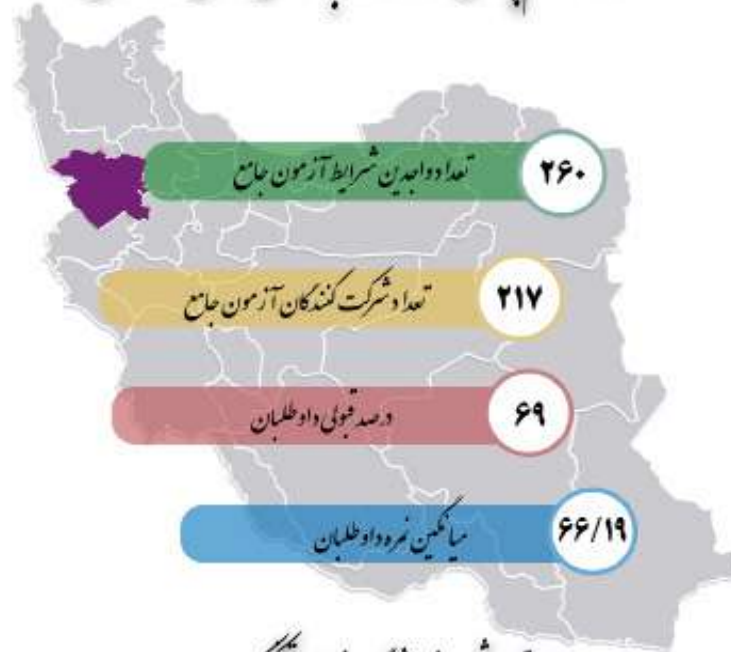 ۲۶۰ تعداد واجدین شرایط آزمون جامع
۲۱۷ تعداد شرکت کنندگان آزمون جامع
۶۹ درصد قبولی داوطلبان
۶۶/۱۹ میانگین نمره داوطلبان